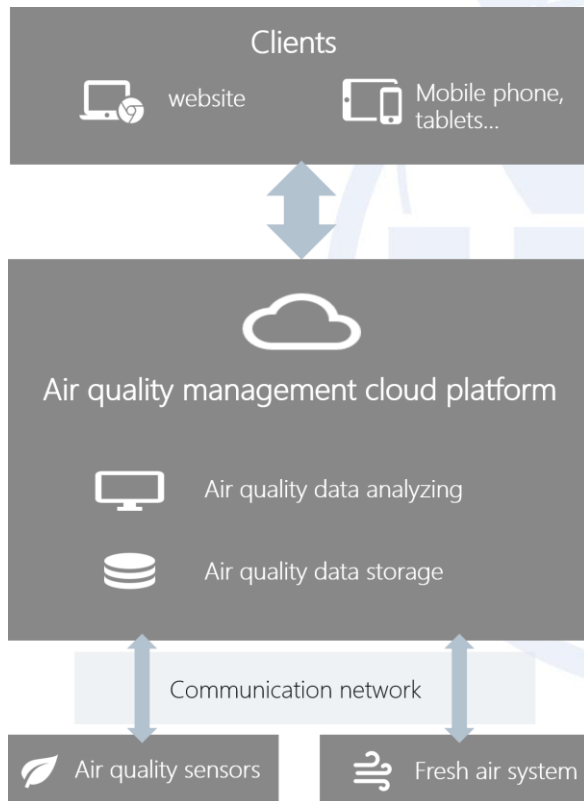 Clients
website
Mobile phone,
tablets...
Air quality management cloud platform
Air quality data analyzing
Air quality data storage
Communication network
Air quality sensors
Fresh air system